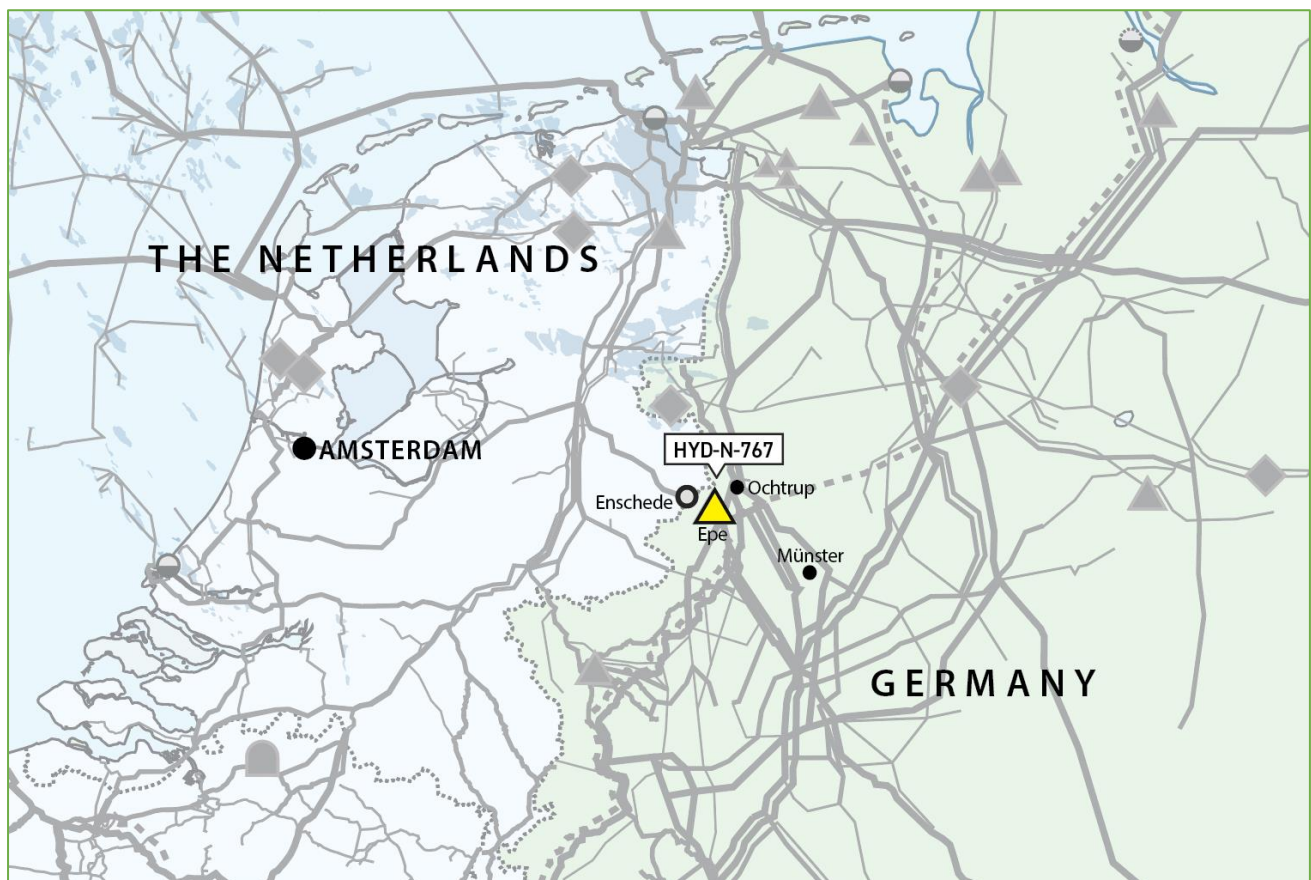 THE NETHERLANDS
AMSTERDAM
HYD-N-767
Enschede
Ochtrup
Epe
Münster
GERMANY